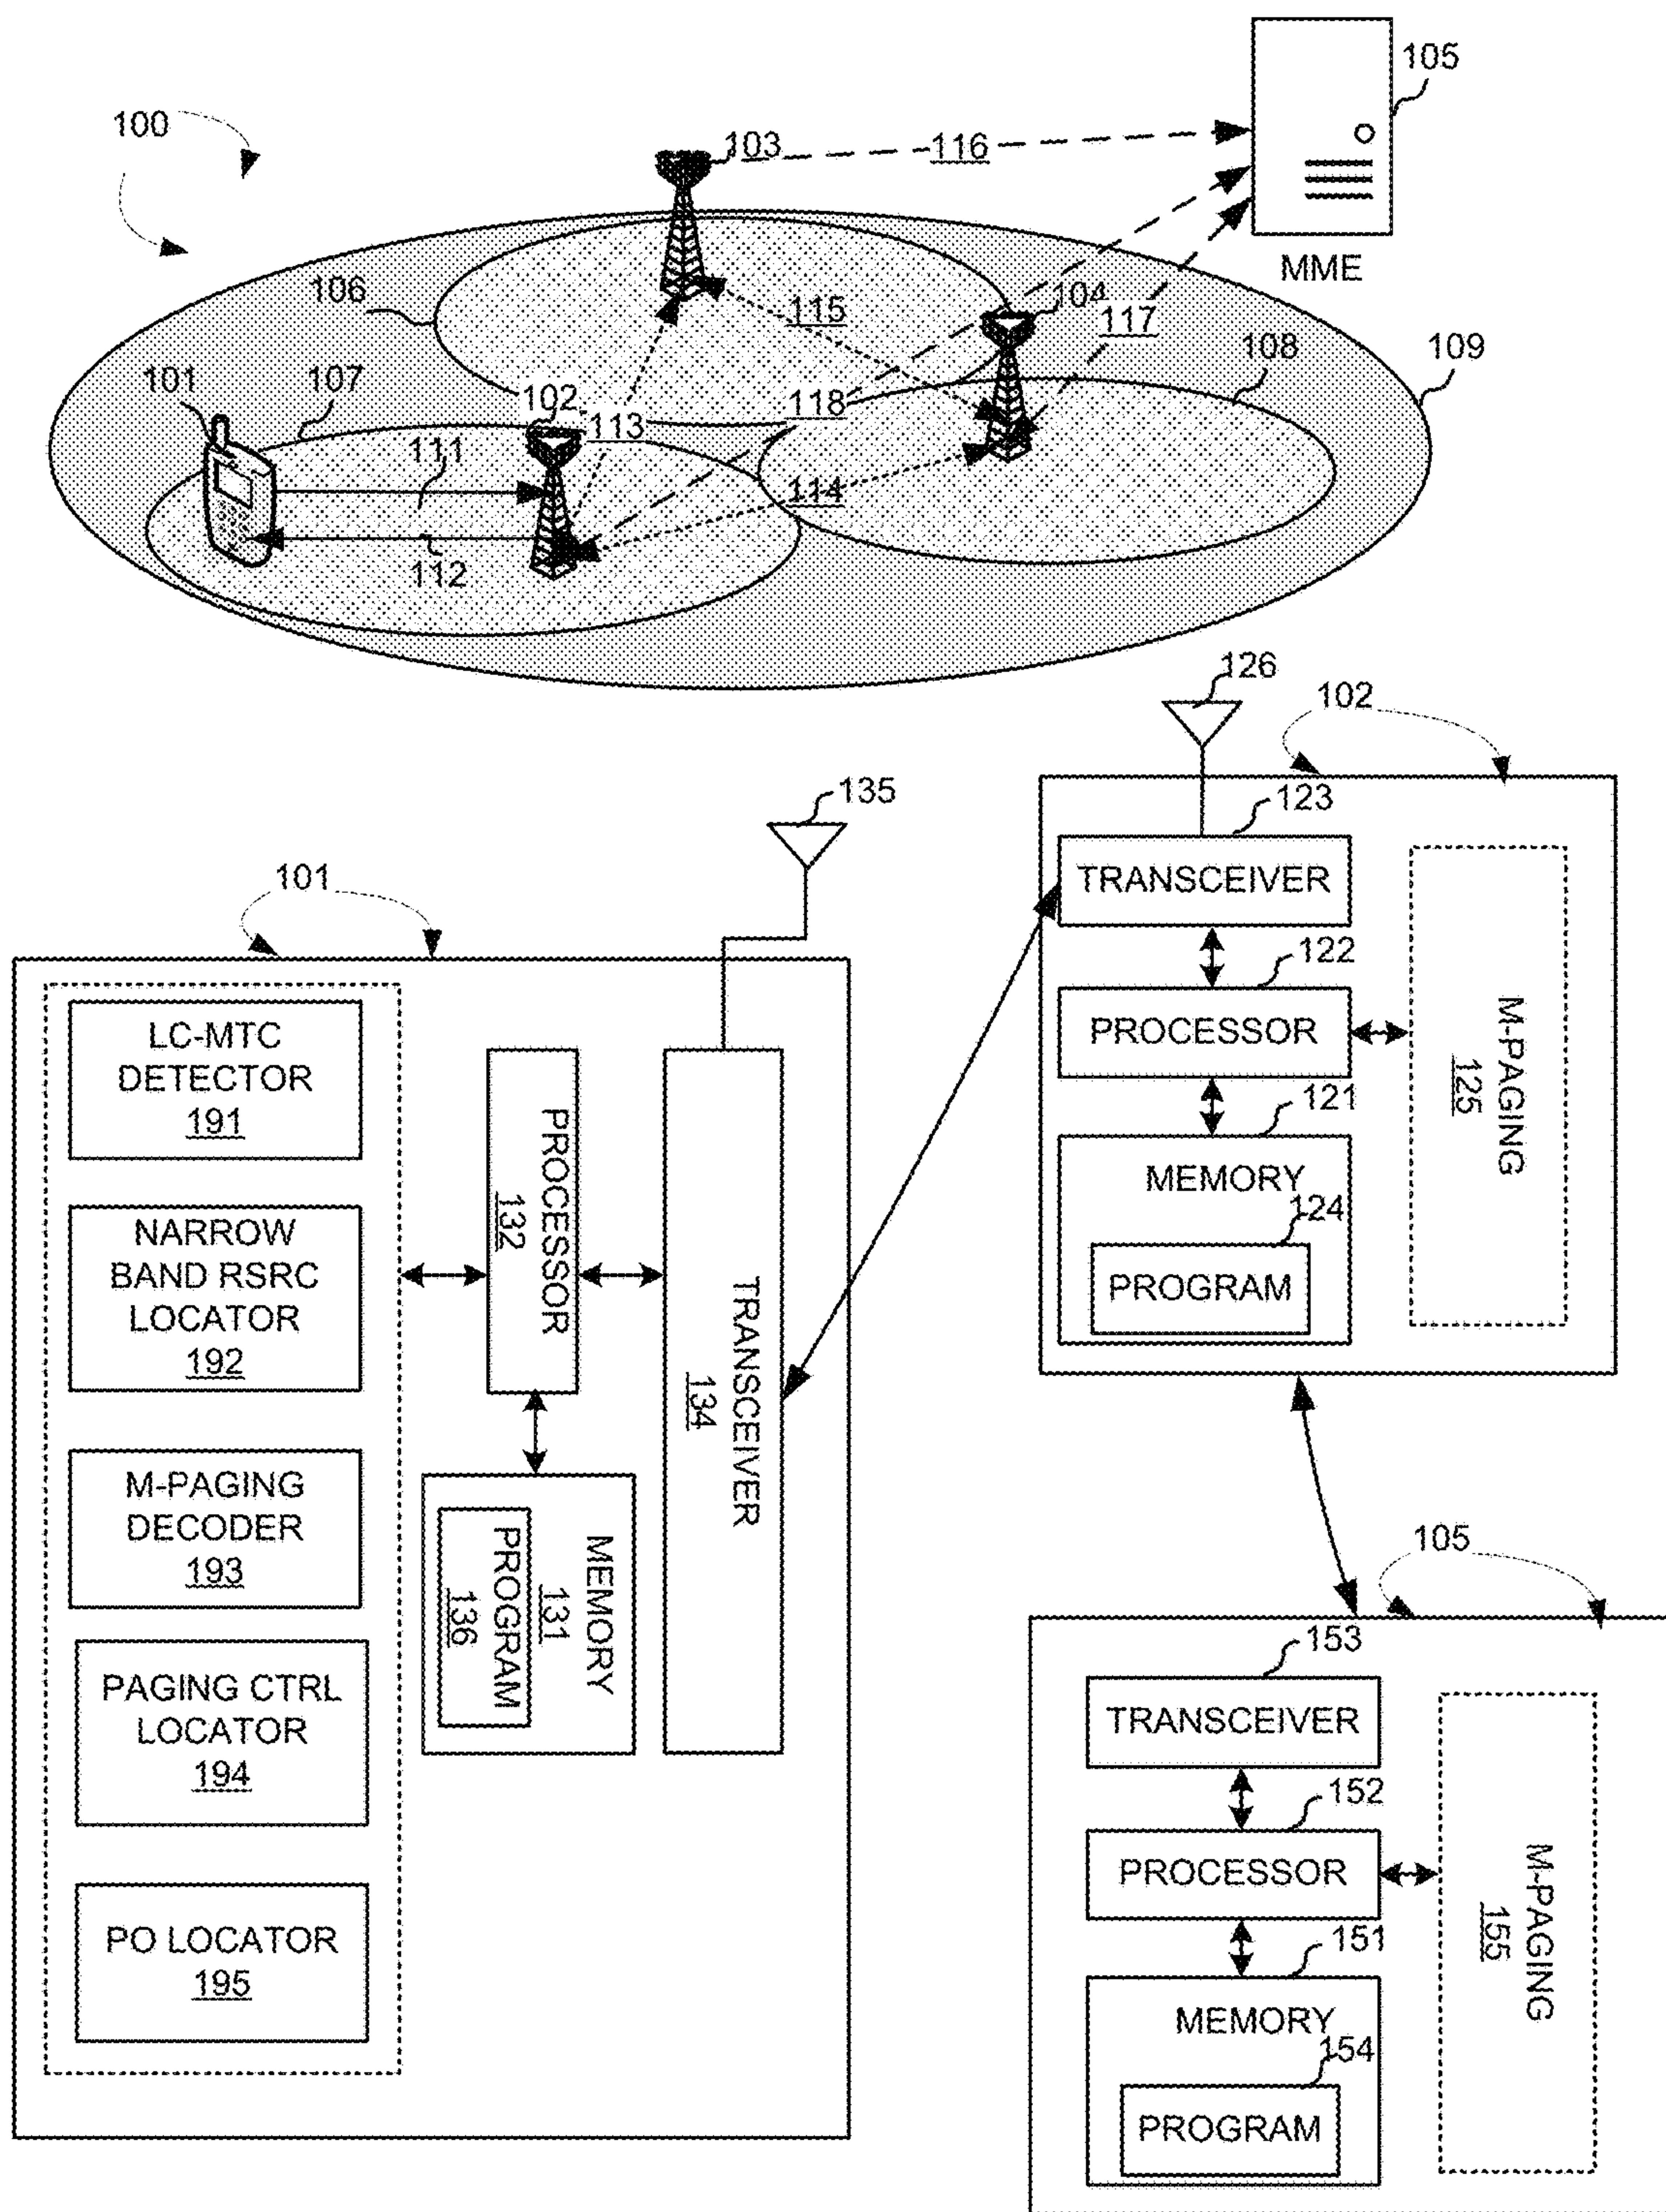 105
100
103
116
MME
106
115
104
117
108
109
101
107
102
113
118
111
114
112
126
102
135
123
TRANSCEIVER
101
122
PROCESSOR
M-PAGING
125
121
MEMORY
124
PROGRAM
LC-MTC
DETECTOR
191
NARROW
BAND RSRC
LOCATOR
192
M-PAGING
DECODER
193
PAGING CTRL
LOCATOR
194
PO LOCATOR
195
PROCESSOR
132
MEMORY
131
PROGRAM
136
TRANSCEIVER
134
105
153
TRANSCEIVER
152
PROCESSOR
M-PAGING
155
151
MEMORY
154
PROGRAM